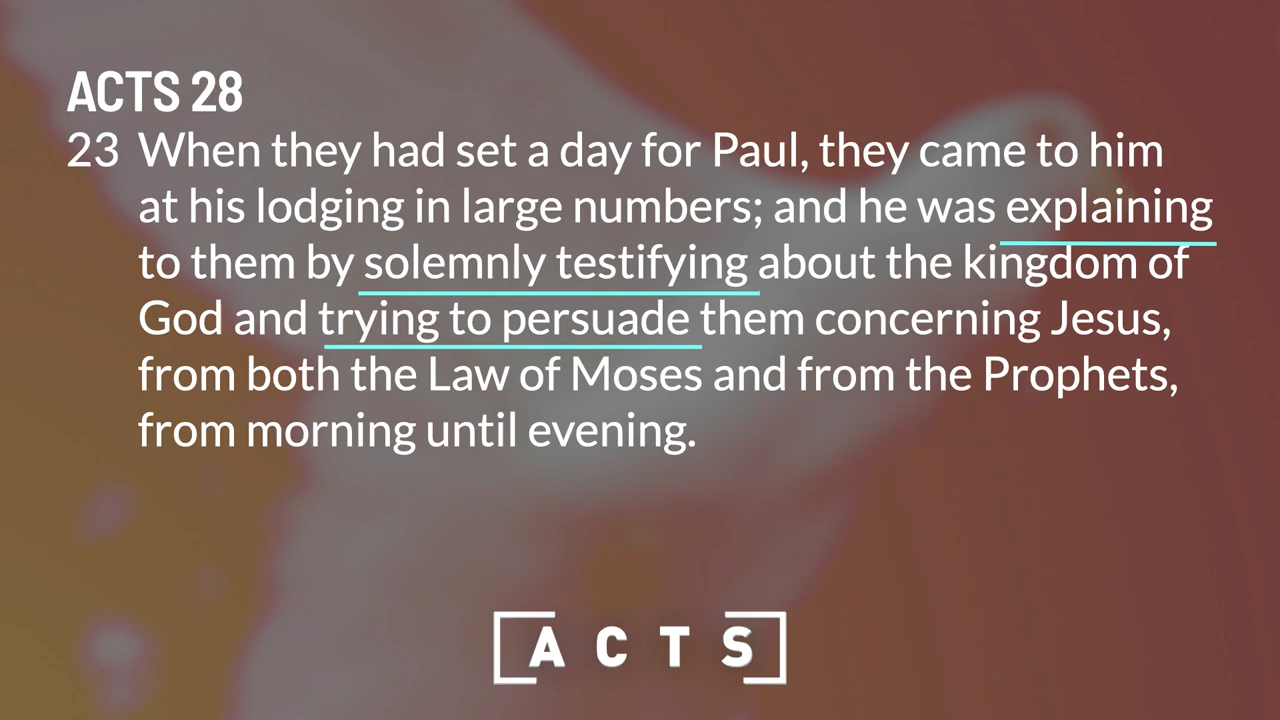 ACTS 28
23 When they had set a day for Paul, they came to him
at his lodging in large numbers; and he was explaining
to them by solemnly testifying about the kingdom of
God and trying to persuade them concerning Jesus,
from both the Law of Moses and from the Prophets,
from morning until evening.
ACTS